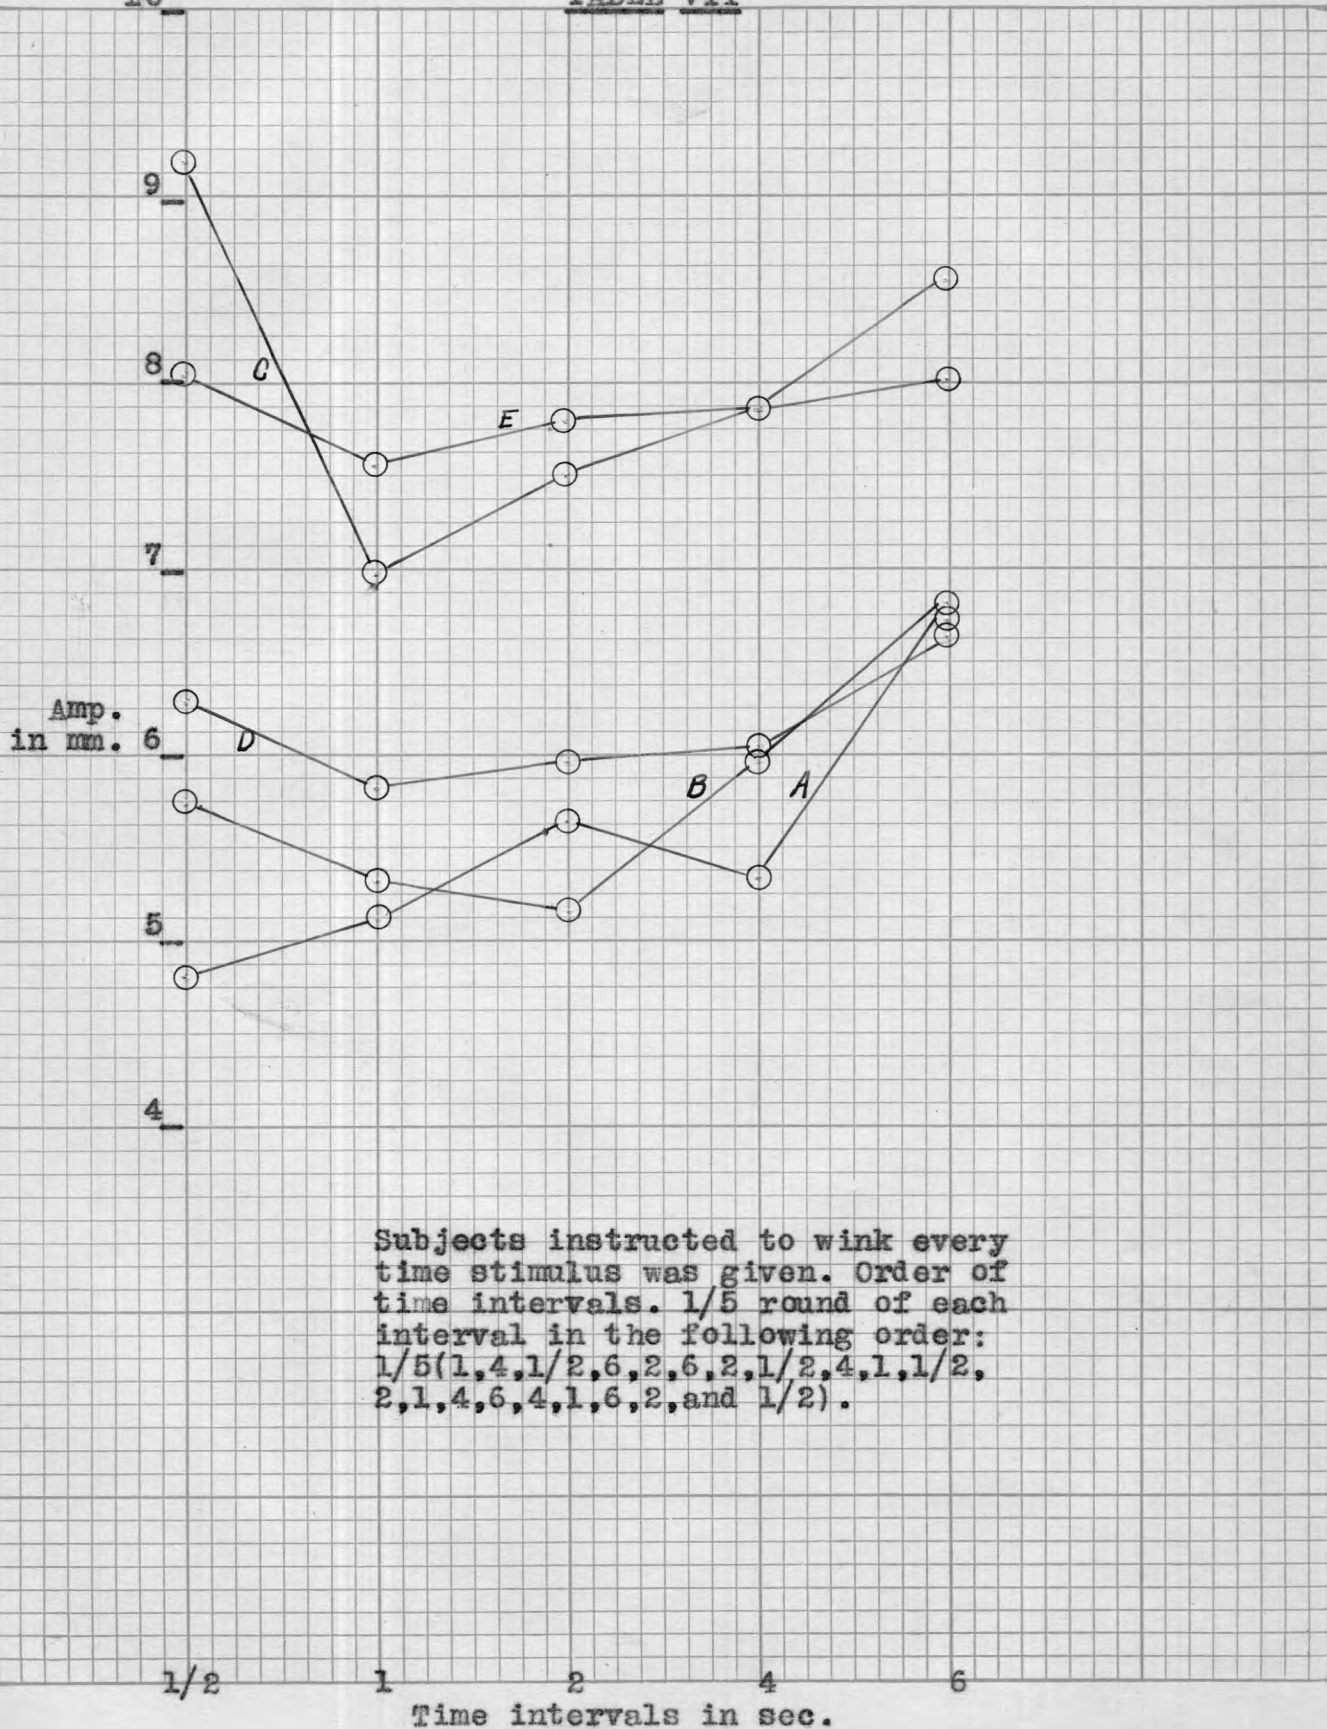 10
TABLE VII
9
8
C
E
7
Amp.
in mm. 6
D
B
A
5
4
Subjects instructed to wink every
time stimulus was given. Order of
time intervals. 1/5 round of each
interval in the following order:
1/5(1,4,1/2,6,2,6,2,1/2,4,1,1/2,
2,1,4,6,4,1,6,2,and 1/2).
1/2 1 2 4 6
Time intervals in sec.